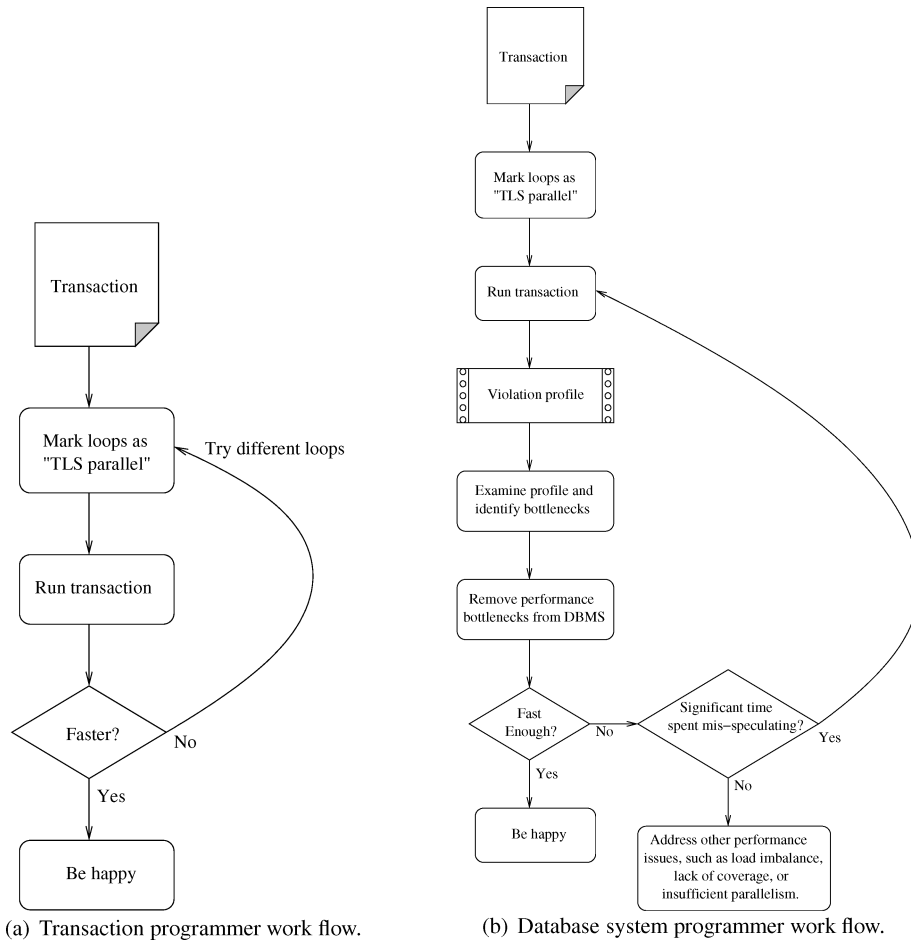 Transaction
Mark loops as
"TLS parallel"
Try different loops
Run transaction
Faster?
No
Yes
Be happy
(a) Transaction programmer work flow.
Transaction
Mark loops as
"TLS parallel"
Run transaction
Violation profile
Examine profile and
identify bottlenecks
Remove performance
bottlenecks from DBMS
Fast
Enough?
No
Significant time
spent mis−speculating?
Yes
Yes
No
Be happy
Address other performance
issues, such as load imbalance,
lack of coverage, or
insufficient parallelism.
(b) Database system programmer work flow.